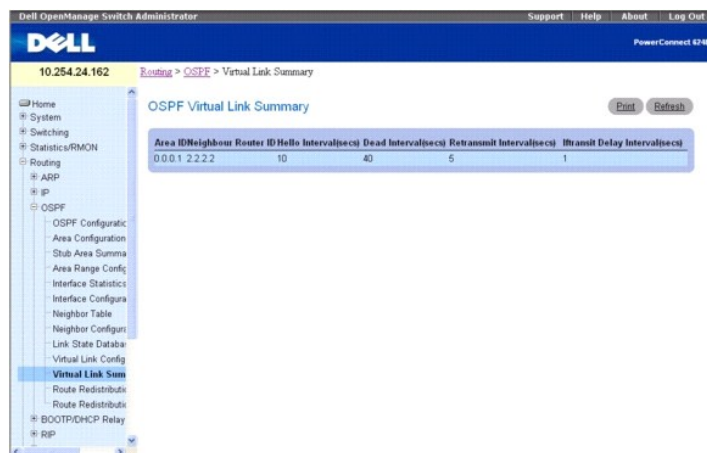 Dell OpenManage Switch Administrator
Support Help About Log Out
DELL
PowerConnect 6248
10.254.24.162
Routing > OSPF > Virtual Link Summary
Home
System
Switching
Statistics/RMON
Routing
ARP
IP
OSPF
OSPF Configuratic
Area Configuration
Stub Area Summa
Area Range Config
Interface Statistics
Interface Configura
Neighbor Table
Neighbor Configura
Link State Databas
Virtual Link Config
Virtual Link Sum
Route Redistributic
Route Redistributic
BOOTP/DHCP Relay
RIP
OSPF Virtual Link Summary
Print Refresh
Area ID Neighbour Router ID Hello Interval(secs) Dead Interval(secs) Retransmit Interval(secs) Iftransit Delay Interval(secs)
0.0.0.1 2.2.2.2 10 40 5 1